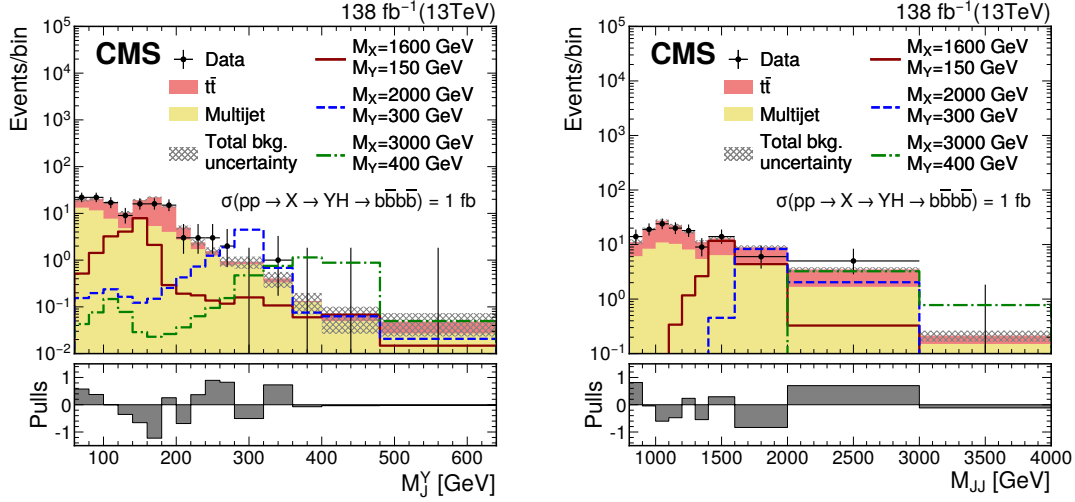 138 fb⁻¹(13TeV)
Events/bin
10⁵
10⁴
10³
10²
10¹
10⁰
10⁻¹
10⁻²
CMS
Data
tt̄
Multijet
Total bkg.
uncertainty
M_X=1600 GeV
M_Y=150 GeV
M_X=2000 GeV
M_Y=300 GeV
M_X=3000 GeV
M_Y=400 GeV
σ(pp → X → YH → bb̄bb̄) = 1 fb
Pulls
1
0
-1
100 200 300 400 500 600
M_J^Y [GeV]
138 fb⁻¹(13TeV)
Events/bin
10⁵
10⁴
10³
10²
10¹
10⁰
10⁻¹
CMS
Data
tt̄
Multijet
Total bkg.
uncertainty
M_X=1600 GeV
M_Y=150 GeV
M_X=2000 GeV
M_Y=300 GeV
M_X=3000 GeV
M_Y=400 GeV
σ(pp → X → YH → bb̄bb̄) = 1 fb
Pulls
1
0
-1
1000 1500 2000 2500 3000 3500 4000
M_JJ [GeV]